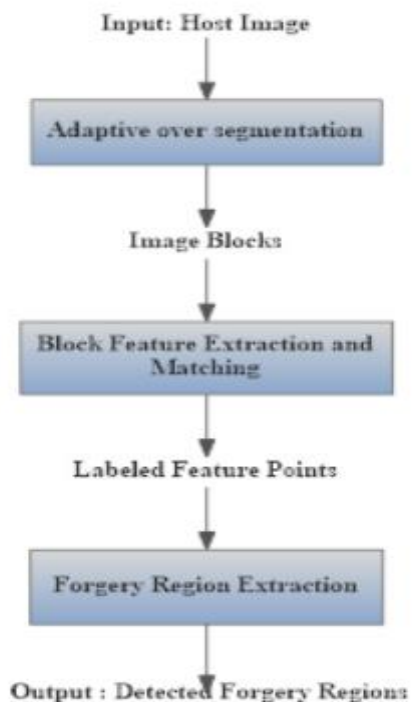 Input: Host Image
Adaptive over segmentation
Image Blocks
Block Feature Extraction and
Matching
Labeled Feature Points
Forgery Region Extraction
Output : Detected Forgery Regions